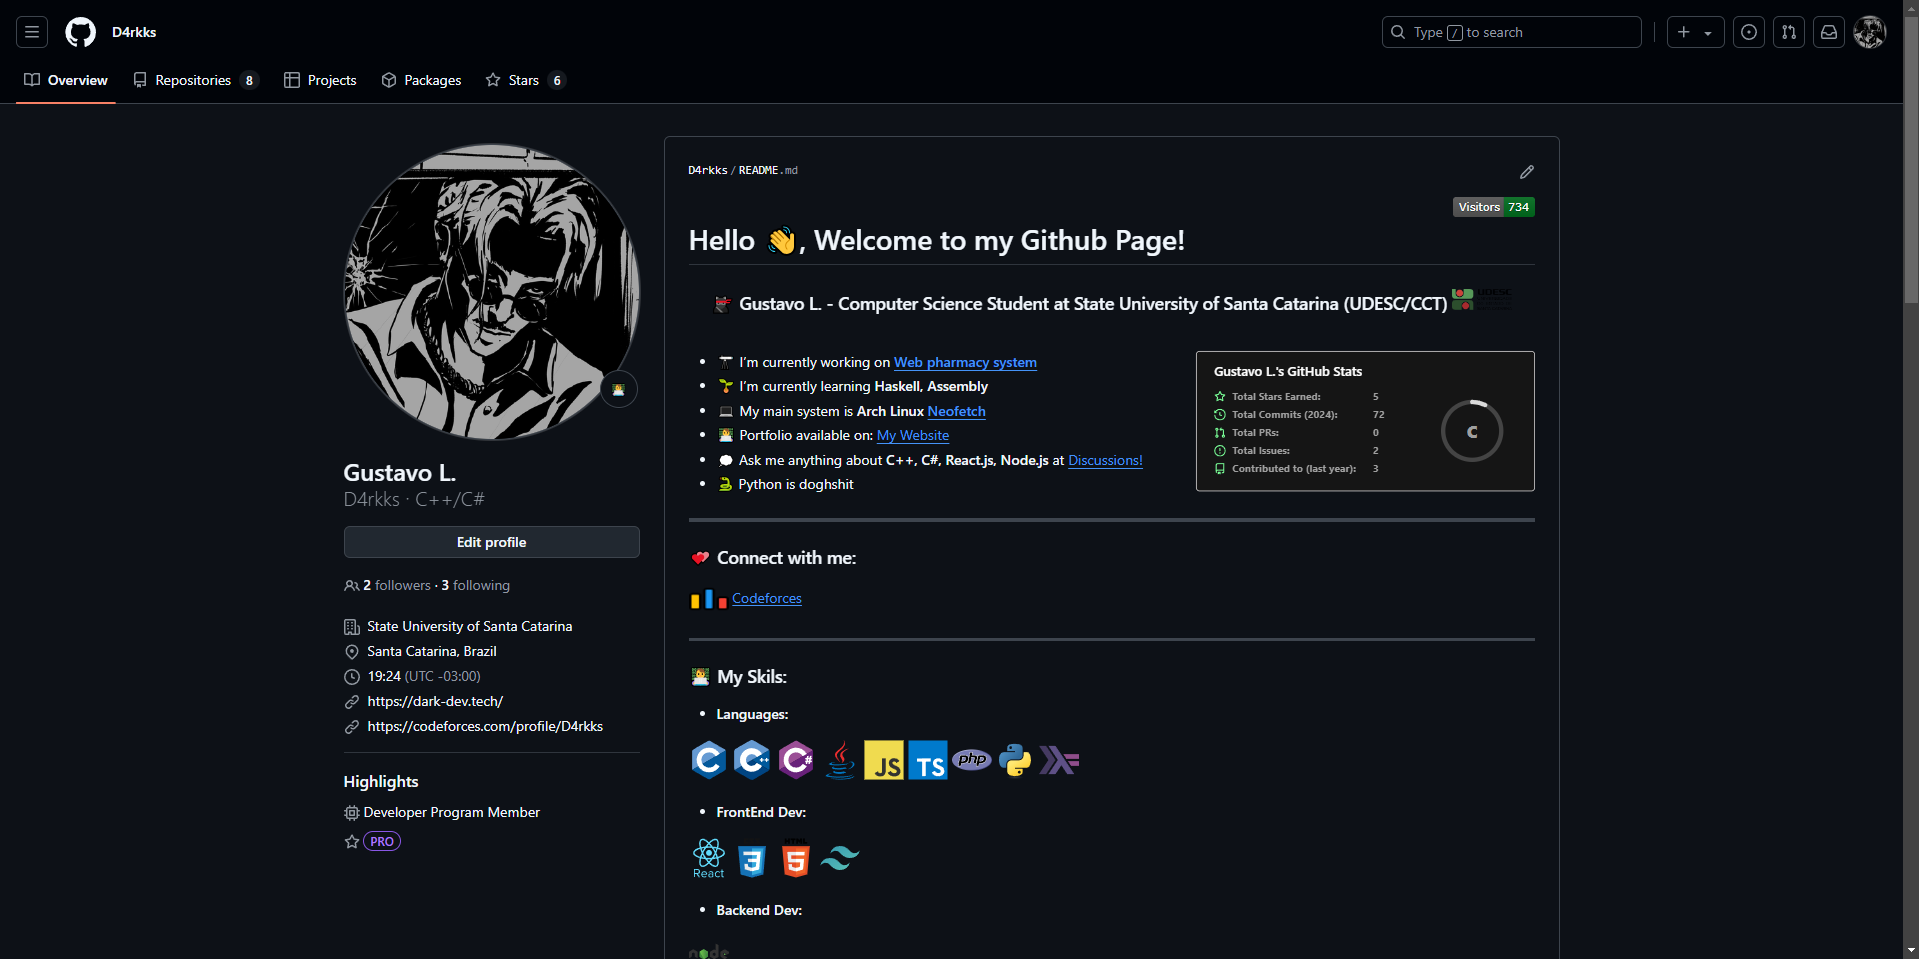 D4rkks
Type / to search
Overview
Repositories 8
Projects
Packages
Stars 6
Gustavo L.
D4rkks · C++/C#
Edit profile
2 followers · 3 following
State University of Santa Catarina
Santa Catarina, Brazil
19:24 (UTC -03:00)
https://dark-dev.tech/
https://codeforces.com/profile/D4rkks
Highlights
Developer Program Member
PRO
D4rkks / README.md
Visitors 734
Hello 👋, Welcome to my Github Page!
Gustavo L. - Computer Science Student at State University of Santa Catarina (UDESC/CCT)
UDESC
I'm currently working on Web pharmacy system
I'm currently learning Haskell, Assembly
My main system is Arch Linux Neofetch
Portfolio available on: My Website
Ask me anything about C++, C#, React.js, Node.js at Discussions!
Python is doghshit
Gustavo L.'s GitHub Stats
Total Stars Earned: 5
Total Commits (2024): 72
Total PRs: 0
Total Issues: 2
Contributed to (last year): 3
C
Connect with me:
Codeforces
My Skils:
Languages:
C C++ C# JS TS php
FrontEnd Dev:
React 3 5
Backend Dev:
node